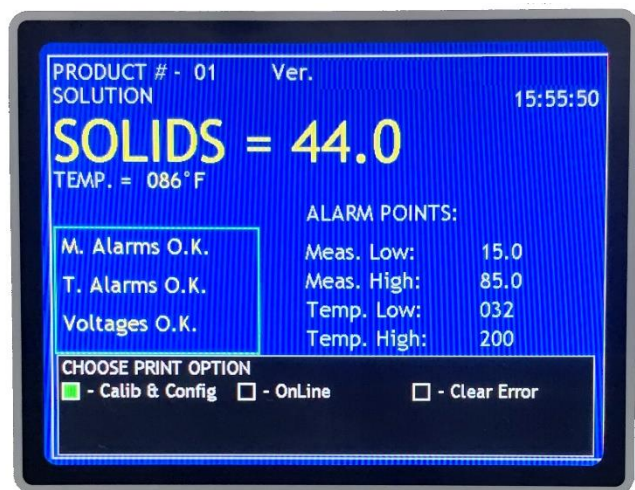 PRODUCT # - 01 Ver.
SOLUTION 15:55:50
SOLIDS = 44.0
TEMP. = 086°F
ALARM POINTS:
M. Alarms O.K.
T. Alarms O.K.
Voltages O.K.
Meas. Low: 15.0
Meas. High: 85.0
Temp. Low: 032
Temp. High: 200
CHOOSE PRINT OPTION
- Calib & Config - OnLine - Clear Error